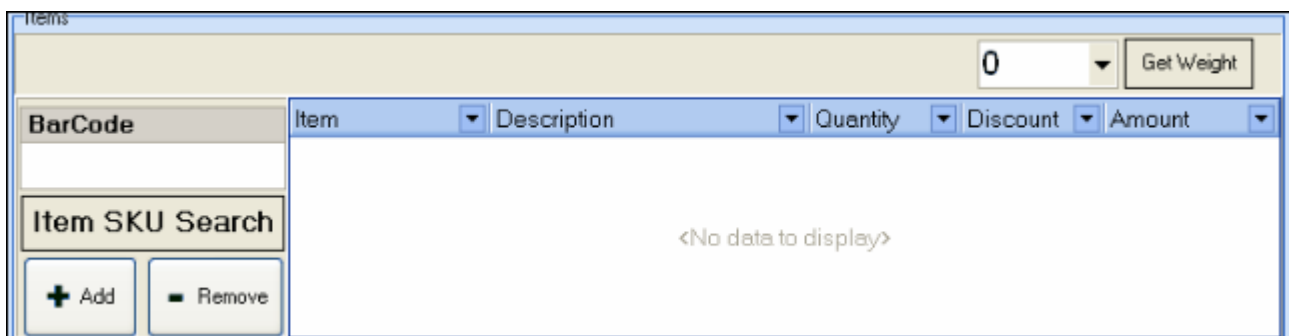 Items
0
Get Weight
BarCode
Item Description Quantity Discount Amount
Item SKU Search
<No data to display>
Add
Remove